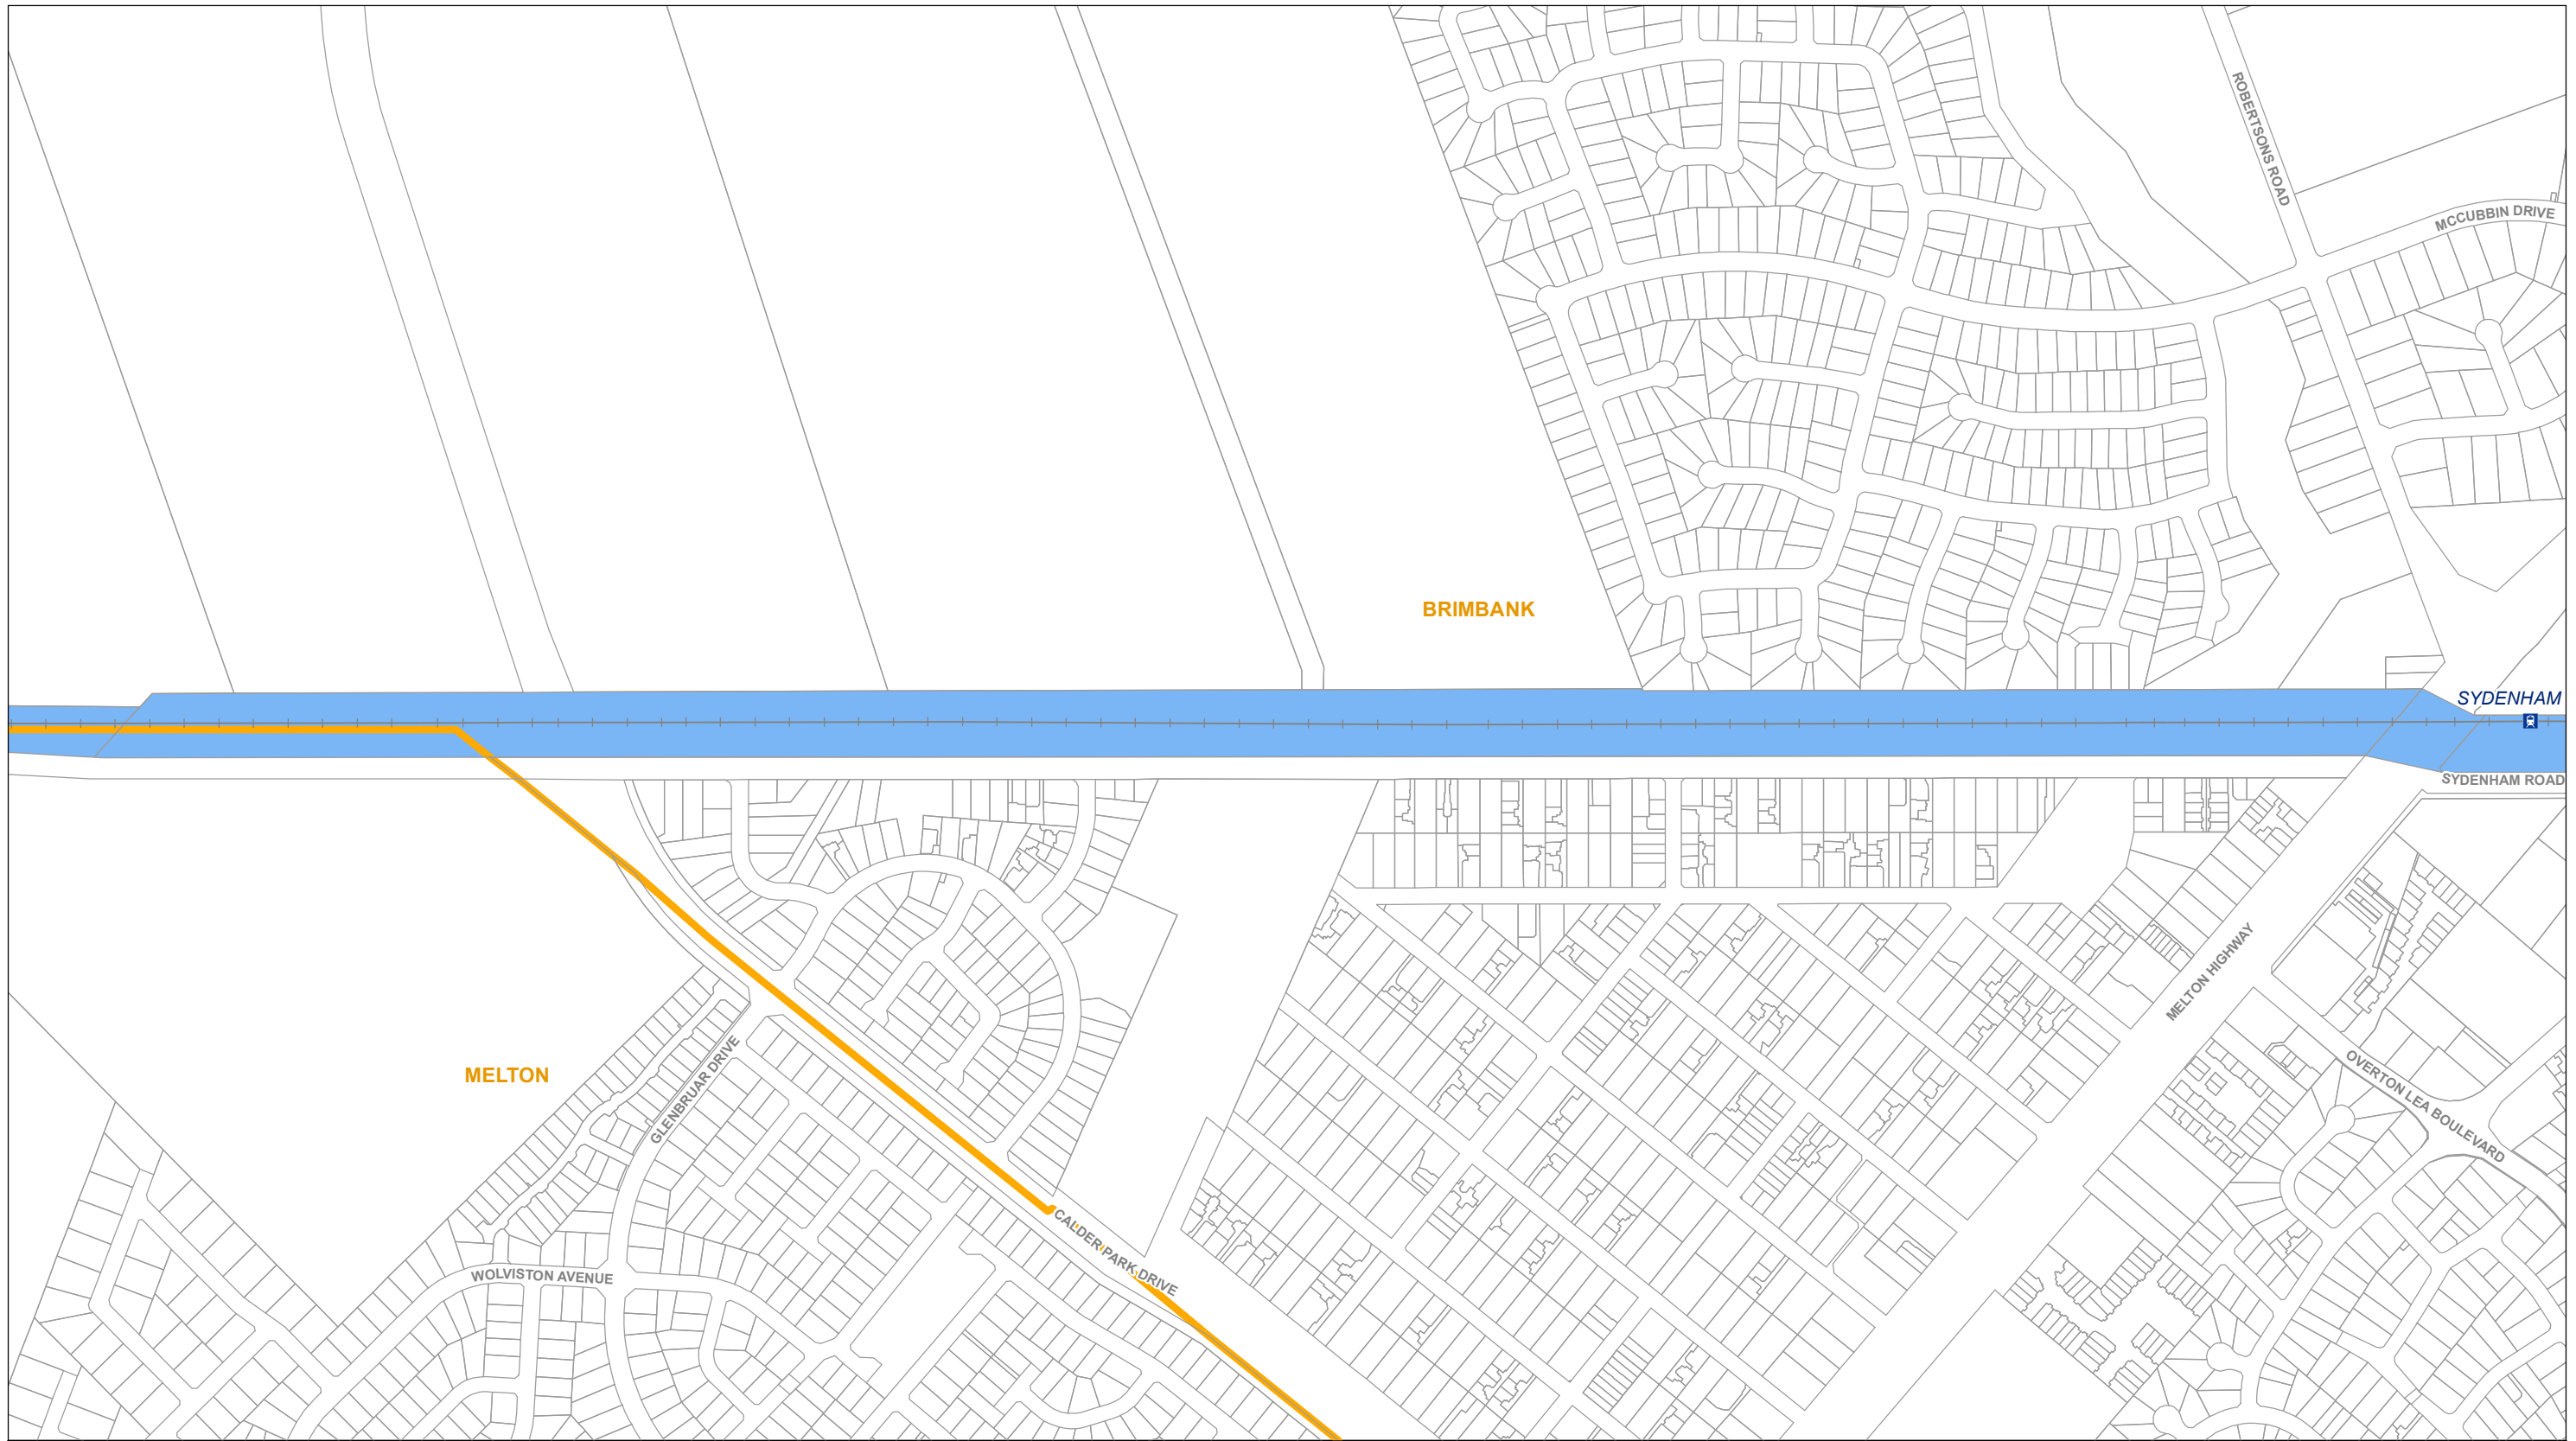 ROBERTSONS ROAD
MCCUBBIN DRIVE
BRIMBANK
SYDENHAM
SYDENHAM ROAD
MELTON HIGHWAY
MELTON
GLENBRUAR DRIVE
OVERTON LEA BOULEVARD
CALDER PARK DRIVE
WOLVISTON AVENUE